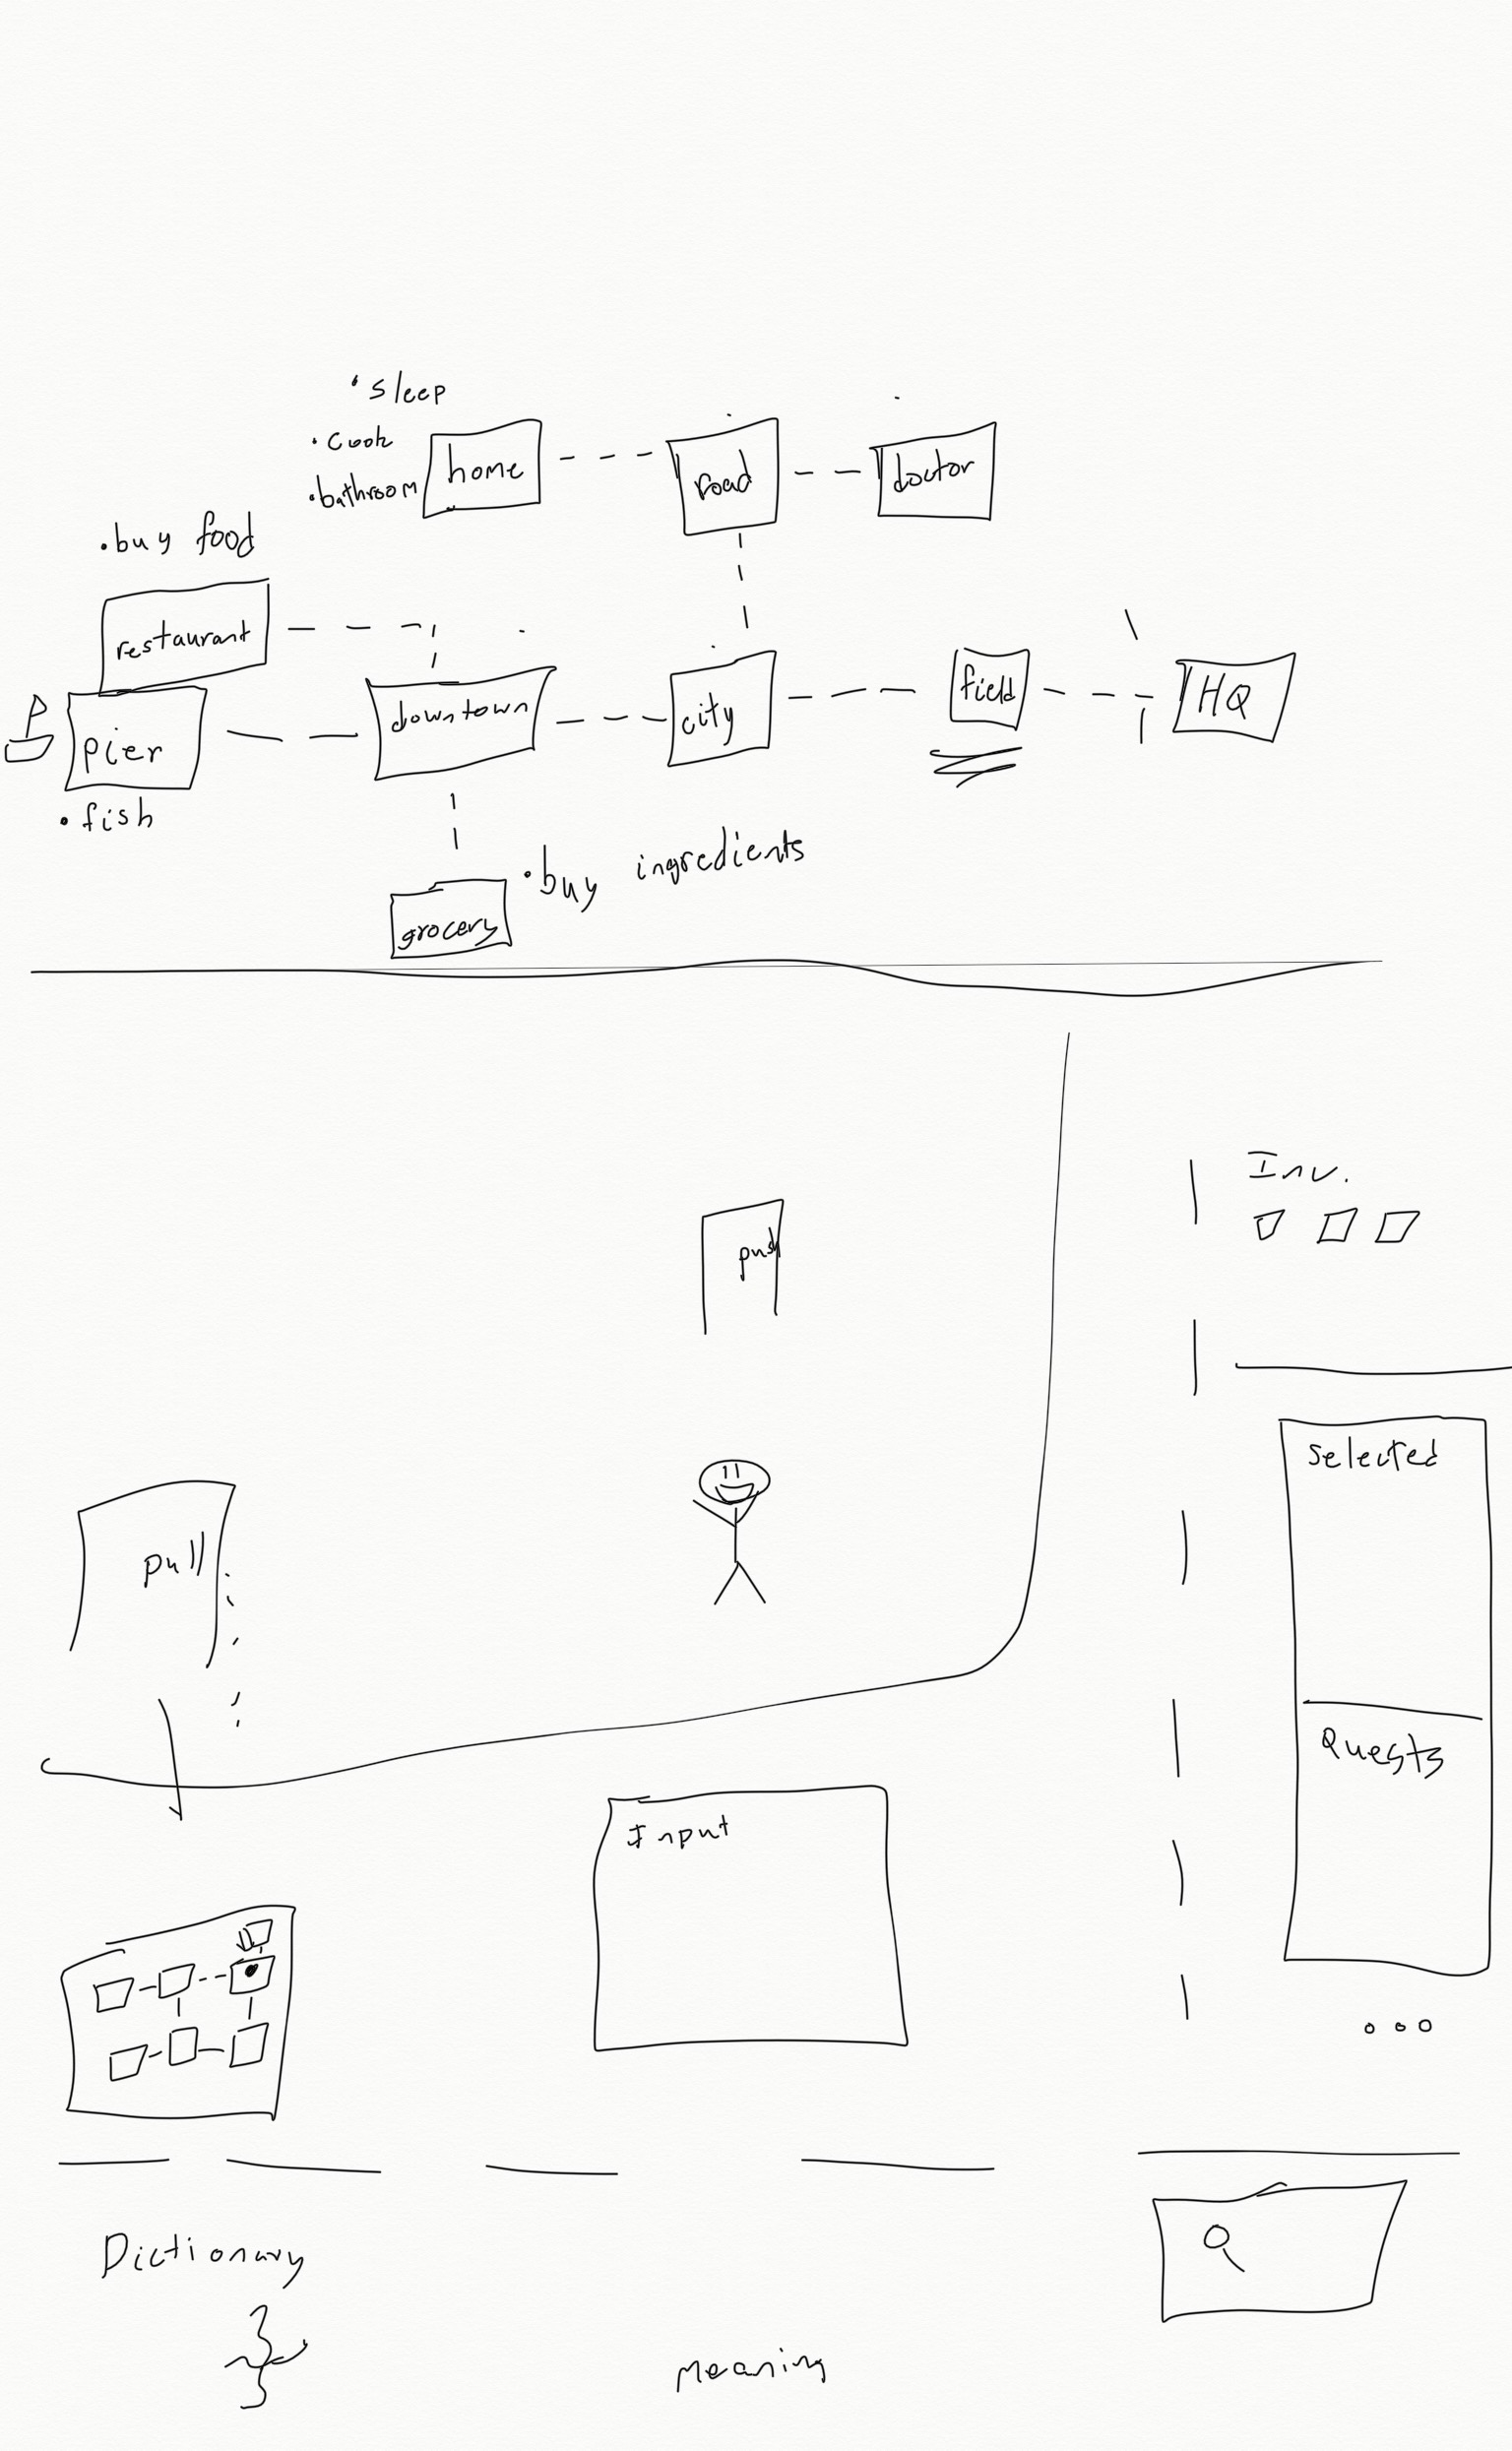 • sleep
• cook
• bathroom
home
road
doctor
• buy food
restaurant
pier
downtown
city
field
HQ
• fish
• buy ingredients
grocery
push
Inv.
selected
pull
Quests
Input
Dictionary
meaning